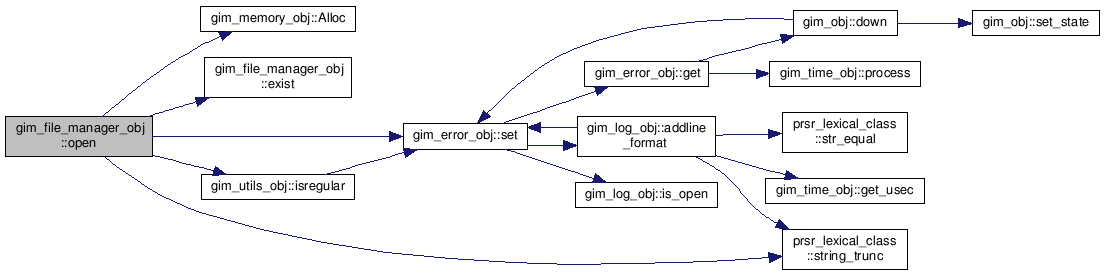 gim_file_manager_obj
::open
gim_memory_obj::Alloc
gim_file_manager_obj
::exist
gim_utils_obj::isregular
gim_error_obj::set
gim_error_obj::get
gim_log_obj::addline
_format
gim_log_obj::is_open
gim_obj::down
gim_time_obj::process
prsr_lexical_class
::str_equal
gim_time_obj::get_usec
prsr_lexical_class
::string_trunc
gim_obj::set_state